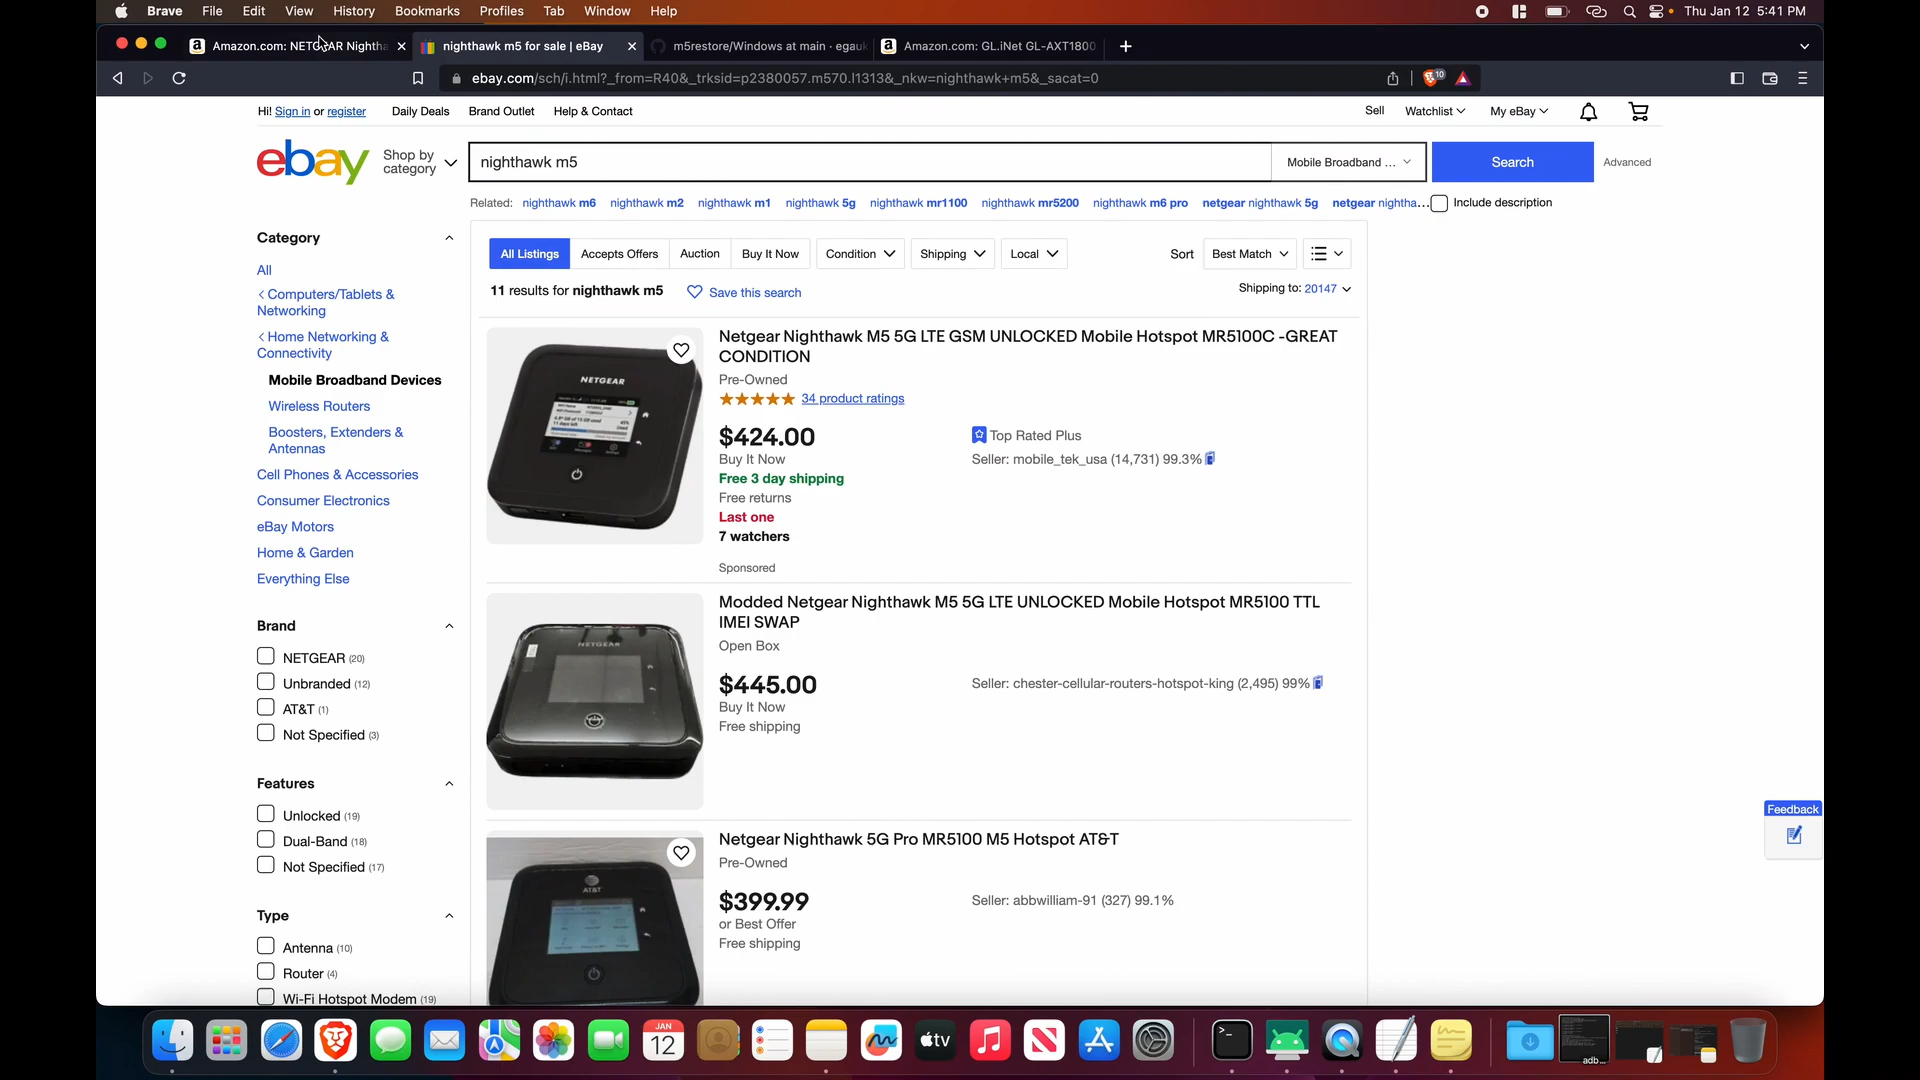 Brave File Edit View History Bookmarks Profiles Tab Window Help Thu Jan 12 5:41 PM
Amazon.com: NETGEAR Nightha nighthawk m5 for sale | eBay m5restore/Windows at main · egauk Amazon.com: GL.iNet GL-AXT1800
ebay.com/sch/i.html?_from=R40&_trksid=p2380057.m570.l1313&_nkw=nighthawk+m5&_sacat=0 10
Hi! Sign in or register Daily Deals Brand Outlet Help & Contact Sell Watchlist My eBay
ebay Shop by category nighthawk m5 Mobile Broadband ... Search Advanced
Related: nighthawk m6 nighthawk m2 nighthawk m1 nighthawk 5g nighthawk mr1100 nighthawk mr5200 nighthawk m6 pro netgear nighthawk 5g netgear nightha... Include description
Category
All
< Computers/Tablets &
Networking
< Home Networking &
Connectivity
Mobile Broadband Devices
Wireless Routers
Boosters, Extenders &
Antennas
Cell Phones & Accessories
Consumer Electronics
eBay Motors
Home & Garden
Everything Else
Brand
NETGEAR (20)
Unbranded (12)
AT&T (1)
Not Specified (3)
Features
Unlocked (19)
Dual-Band (18)
Not Specified (17)
Type
Antenna (10)
Router (4)
Wi-Fi Hotspot Modem (19)
All Listings Accepts Offers Auction Buy It Now Condition Shipping Local Sort Best Match
11 results for nighthawk m5 Save this search Shipping to: 20147
NETGEAR
Netgear Nighthawk M5 5G LTE GSM UNLOCKED Mobile Hotspot MR5100C -GREAT
CONDITION
Pre-Owned
34 product ratings
$424.00 Top Rated Plus
Buy It Now Seller: mobile_tek_usa (14,731) 99.3%
Free 3 day shipping
Free returns
Last one
7 watchers
Sponsored
NETGEAR
Modded Netgear Nighthawk M5 5G LTE UNLOCKED Mobile Hotspot MR5100 TTL
IMEI SWAP
Open Box
$445.00 Seller: chester-cellular-routers-hotspot-king (2,495) 99%
Buy It Now
Free shipping
AT&T
Netgear Nighthawk 5G Pro MR5100 M5 Hotspot AT&T
Pre-Owned
$399.99 Seller: abbwilliam-91 (327) 99.1%
or Best Offer
Free shipping
Feedback
JAN
12
tv
adb...